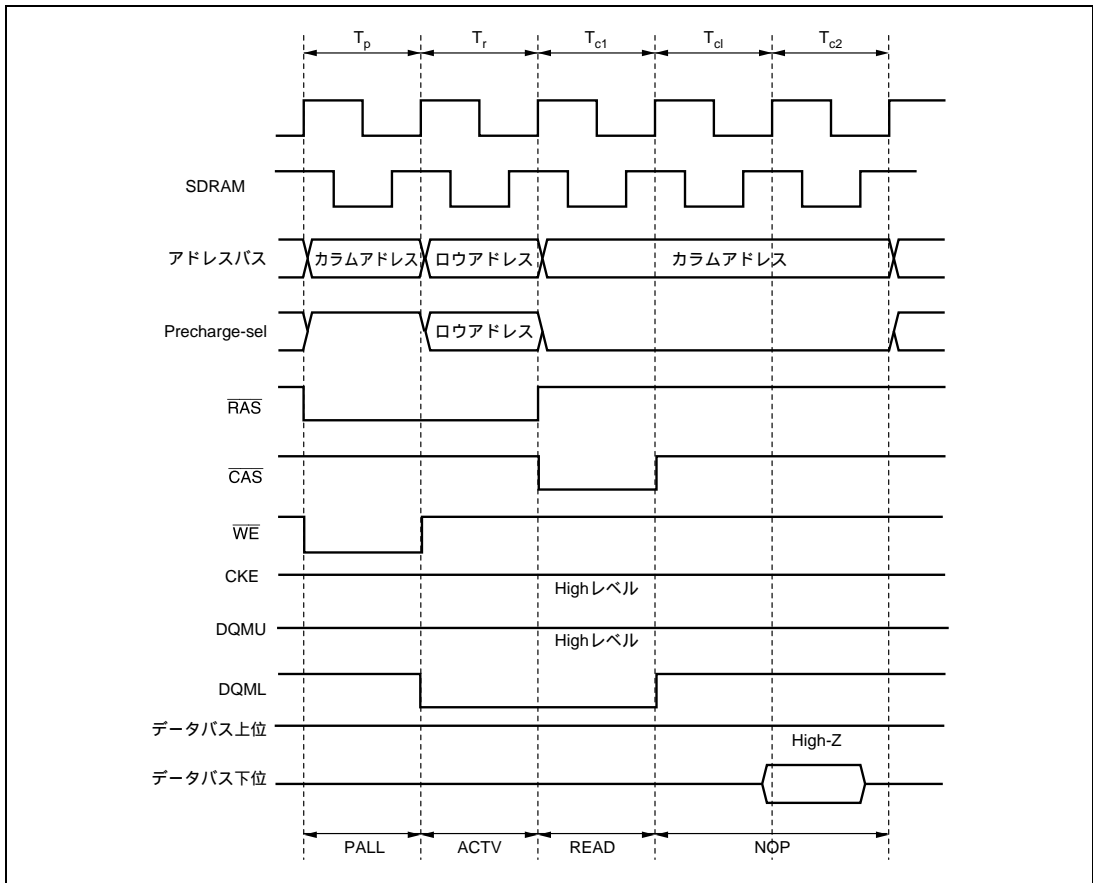 Tp Tr Tc1 Tcl Tc2
SDRAM
アドレスバス カラムアドレス ロウアドレス カラムアドレス
Precharge-sel ロウアドレス
RAS
CAS
WE
CKE
Highレベル
DQMU
Highレベル
DQML
データバス上位
High-Z
データバス下位
PALL ACTV READ NOP